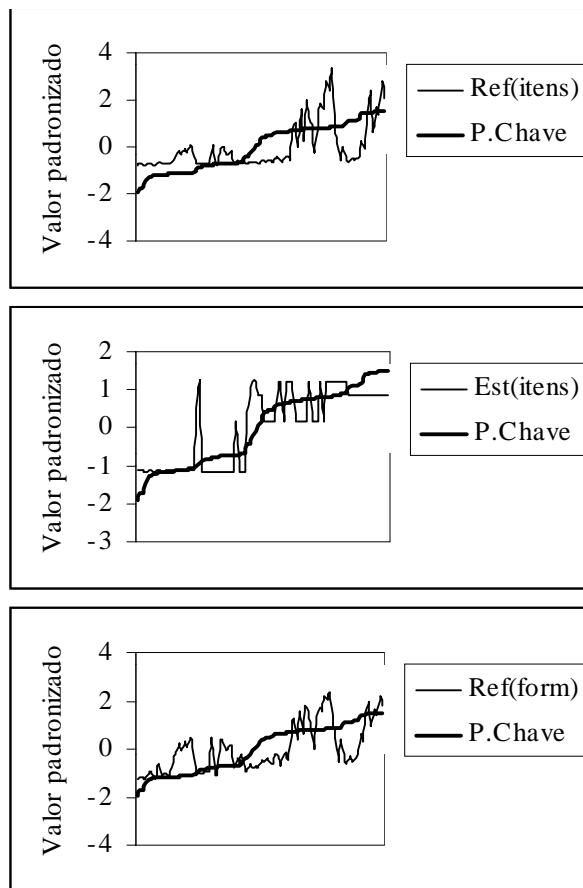 Valor padronizado
4
2
0
-2
-4
Ref(itens)
P.Chave
Valor padronizado
2
1
0
-1
-2
-3
Est(itens)
P.Chave
Valor padronizado
4
2
0
-2
-4
Ref(form)
P.Chave